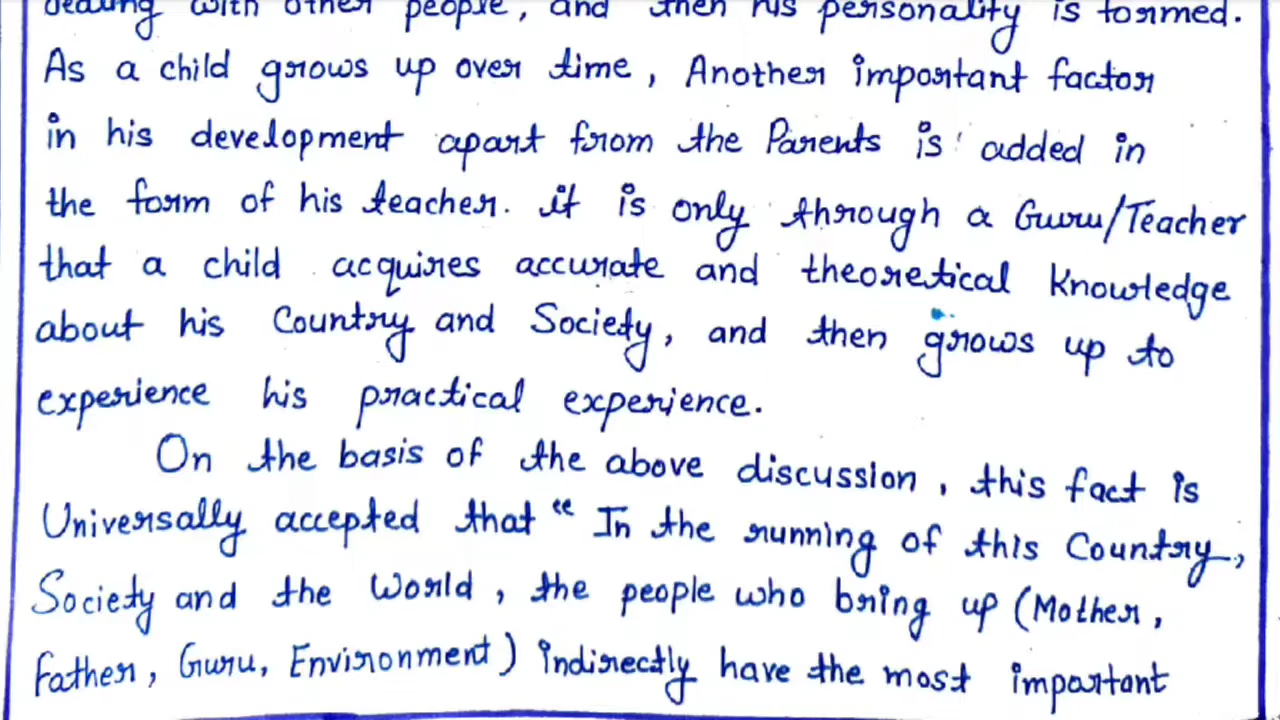 dealing with other people, and then his personality is formed.
As a child grows up over time, Another important factor
in his development apart from the Parents is added in
the form of his teacher. it is only through a Guru/Teacher
that a child acquires accurate and theoretical Knowledge
about his Country and Society, and then grows up to
experience his practical experience.
On the basis of the above discussion, this fact is
Universally accepted that “ In the running of this Country,
Society and the World, the people who bring up (Mother,
Father, Guru, Environment) indirectly have the most important